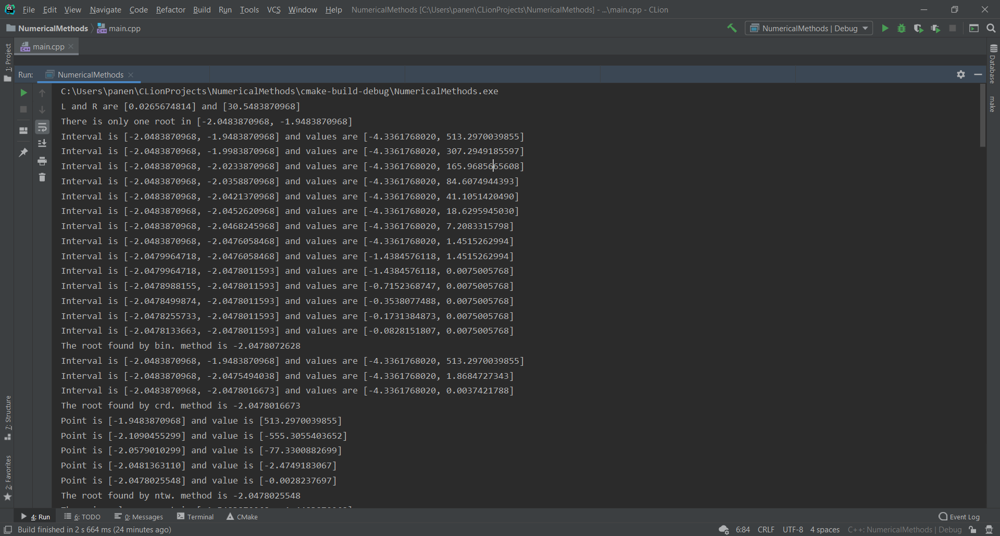 File Edit View Navigate Code Refactor Build Run Tools VCS Window Help NumericalMethods [C:\Users\panen\CLionProjects\NumericalMethods] - ...\main.cpp - CLion
NumericalMethods main.cpp NumericalMethods | Debug
main.cpp
1: Project
Database
make
Run: NumericalMethods
C:\Users\panen\CLionProjects\NumericalMethods\cmake-build-debug\NumericalMethods.exe
L and R are [0.0265674814] and [30.5483870968]
There is only one root in [-2.0483870968, -1.9483870968]
Interval is [-2.0483870968, -1.9483870968] and values are [-4.3361768020, 513.2970039855]
Interval is [-2.0483870968, -1.9983870968] and values are [-4.3361768020, 307.2949185597]
Interval is [-2.0483870968, -2.0233870968] and values are [-4.3361768020, 165.9685665608]
Interval is [-2.0483870968, -2.0358870968] and values are [-4.3361768020, 84.6074944393]
Interval is [-2.0483870968, -2.0421370968] and values are [-4.3361768020, 41.1051420490]
Interval is [-2.0483870968, -2.0452620968] and values are [-4.3361768020, 18.6295945030]
Interval is [-2.0483870968, -2.0468245968] and values are [-4.3361768020, 7.2083315798]
Interval is [-2.0483870968, -2.0476058468] and values are [-4.3361768020, 1.4515262994]
Interval is [-2.0479964718, -2.0476058468] and values are [-1.4384576118, 1.4515262994]
Interval is [-2.0479964718, -2.0478011593] and values are [-1.4384576118, 0.0075005768]
Interval is [-2.0478988155, -2.0478011593] and values are [-0.7152368747, 0.0075005768]
Interval is [-2.0478499874, -2.0478011593] and values are [-0.3538077488, 0.0075005768]
Interval is [-2.0478255733, -2.0478011593] and values are [-0.1731384873, 0.0075005768]
Interval is [-2.0478133663, -2.0478011593] and values are [-0.0828151807, 0.0075005768]
The root found by bin. method is -2.0478072628
Interval is [-2.0483870968, -1.9483870968] and values are [-4.3361768020, 513.2970039855]
Interval is [-2.0483870968, -2.0475494038] and values are [-4.3361768020, 1.8684727343]
Interval is [-2.0483870968, -2.0478016673] and values are [-4.3361768020, 0.0037421788]
The root found by crd. method is -2.0478016673
Point is [-1.9483870968] and value is [513.2970039855]
Point is [-2.1090455299] and value is [-555.3055403652]
Point is [-2.0579010299] and value is [-77.3300882699]
Point is [-2.0481363110] and value is [-2.4749183067]
Point is [-2.0478025548] and value is [-0.0028237697]
The root found by ntw. method is -2.0478025548
7: Structure
2: Favorites
4: Run 6: TODO 0: Messages Terminal CMake Event Log
Build finished in 2 s 664 ms (24 minutes ago) 6:84 CRLF UTF-8 4 spaces C++: NumericalMethods | Debug